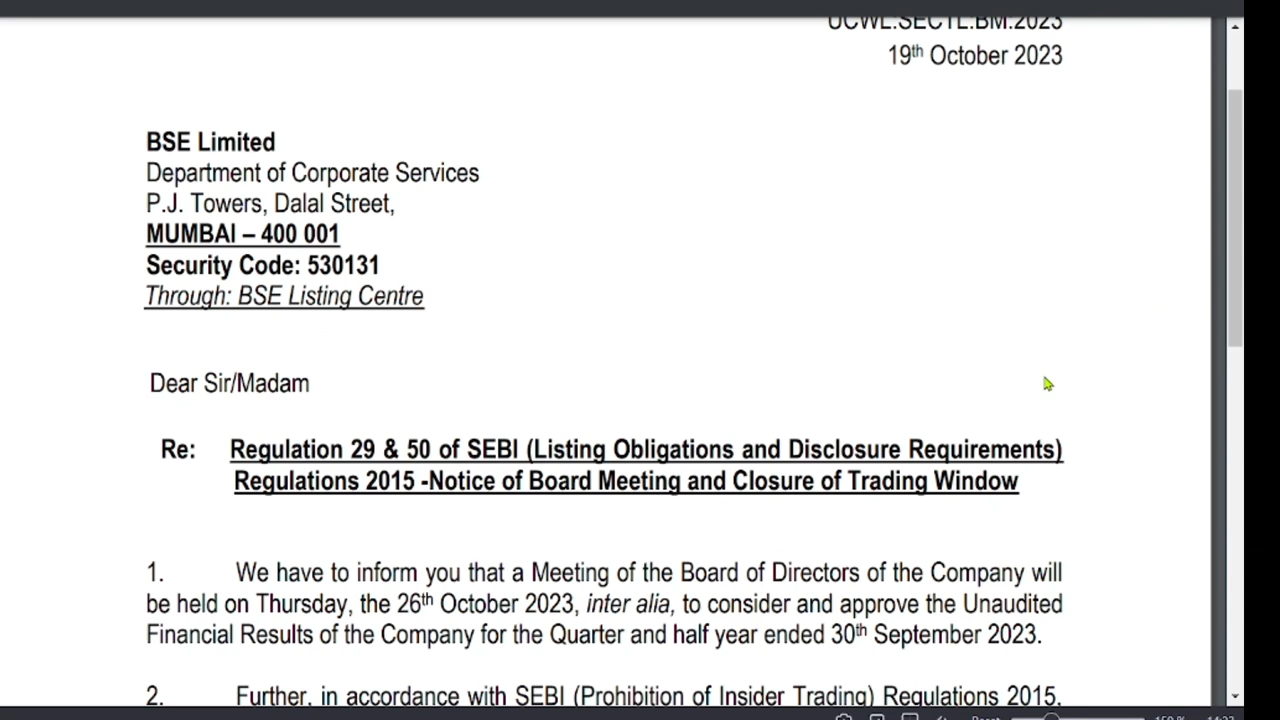 UCWL:SECTL:BM:2023
19th October 2023
BSE Limited
Department of Corporate Services
P.J. Towers, Dalal Street,
MUMBAI – 400 001
Security Code: 530131
Through: BSE Listing Centre
Dear Sir/Madam
Re: Regulation 29 & 50 of SEBI (Listing Obligations and Disclosure Requirements)
Regulations 2015 -Notice of Board Meeting and Closure of Trading Window
1. We have to inform you that a Meeting of the Board of Directors of the Company will
be held on Thursday, the 26th October 2023, inter alia, to consider and approve the Unaudited
Financial Results of the Company for the Quarter and half year ended 30th September 2023.
2. Further, in accordance with SEBI (Prohibition of Insider Trading) Regulations 2015,